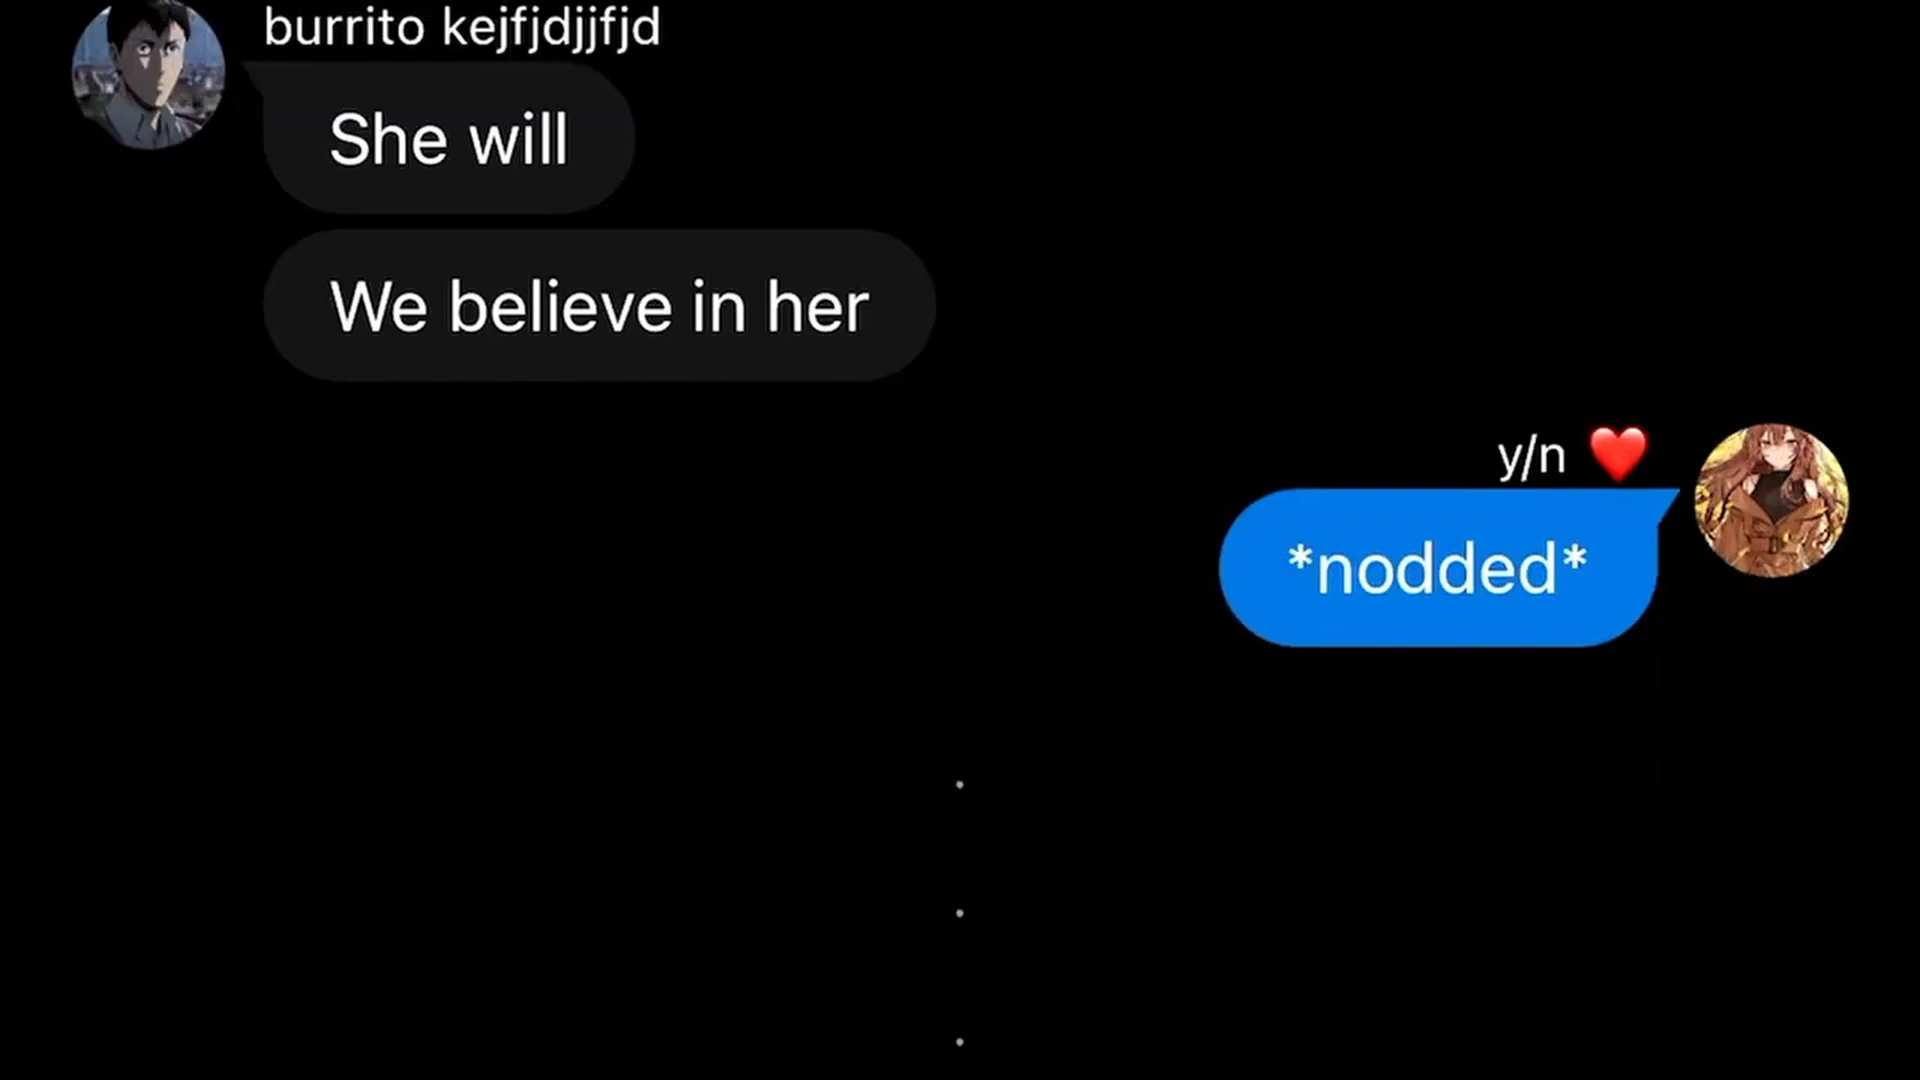 burrito kejfjdjjfjd
She will
We believe in her
y/n ❤️
*nodded*
.
.
.